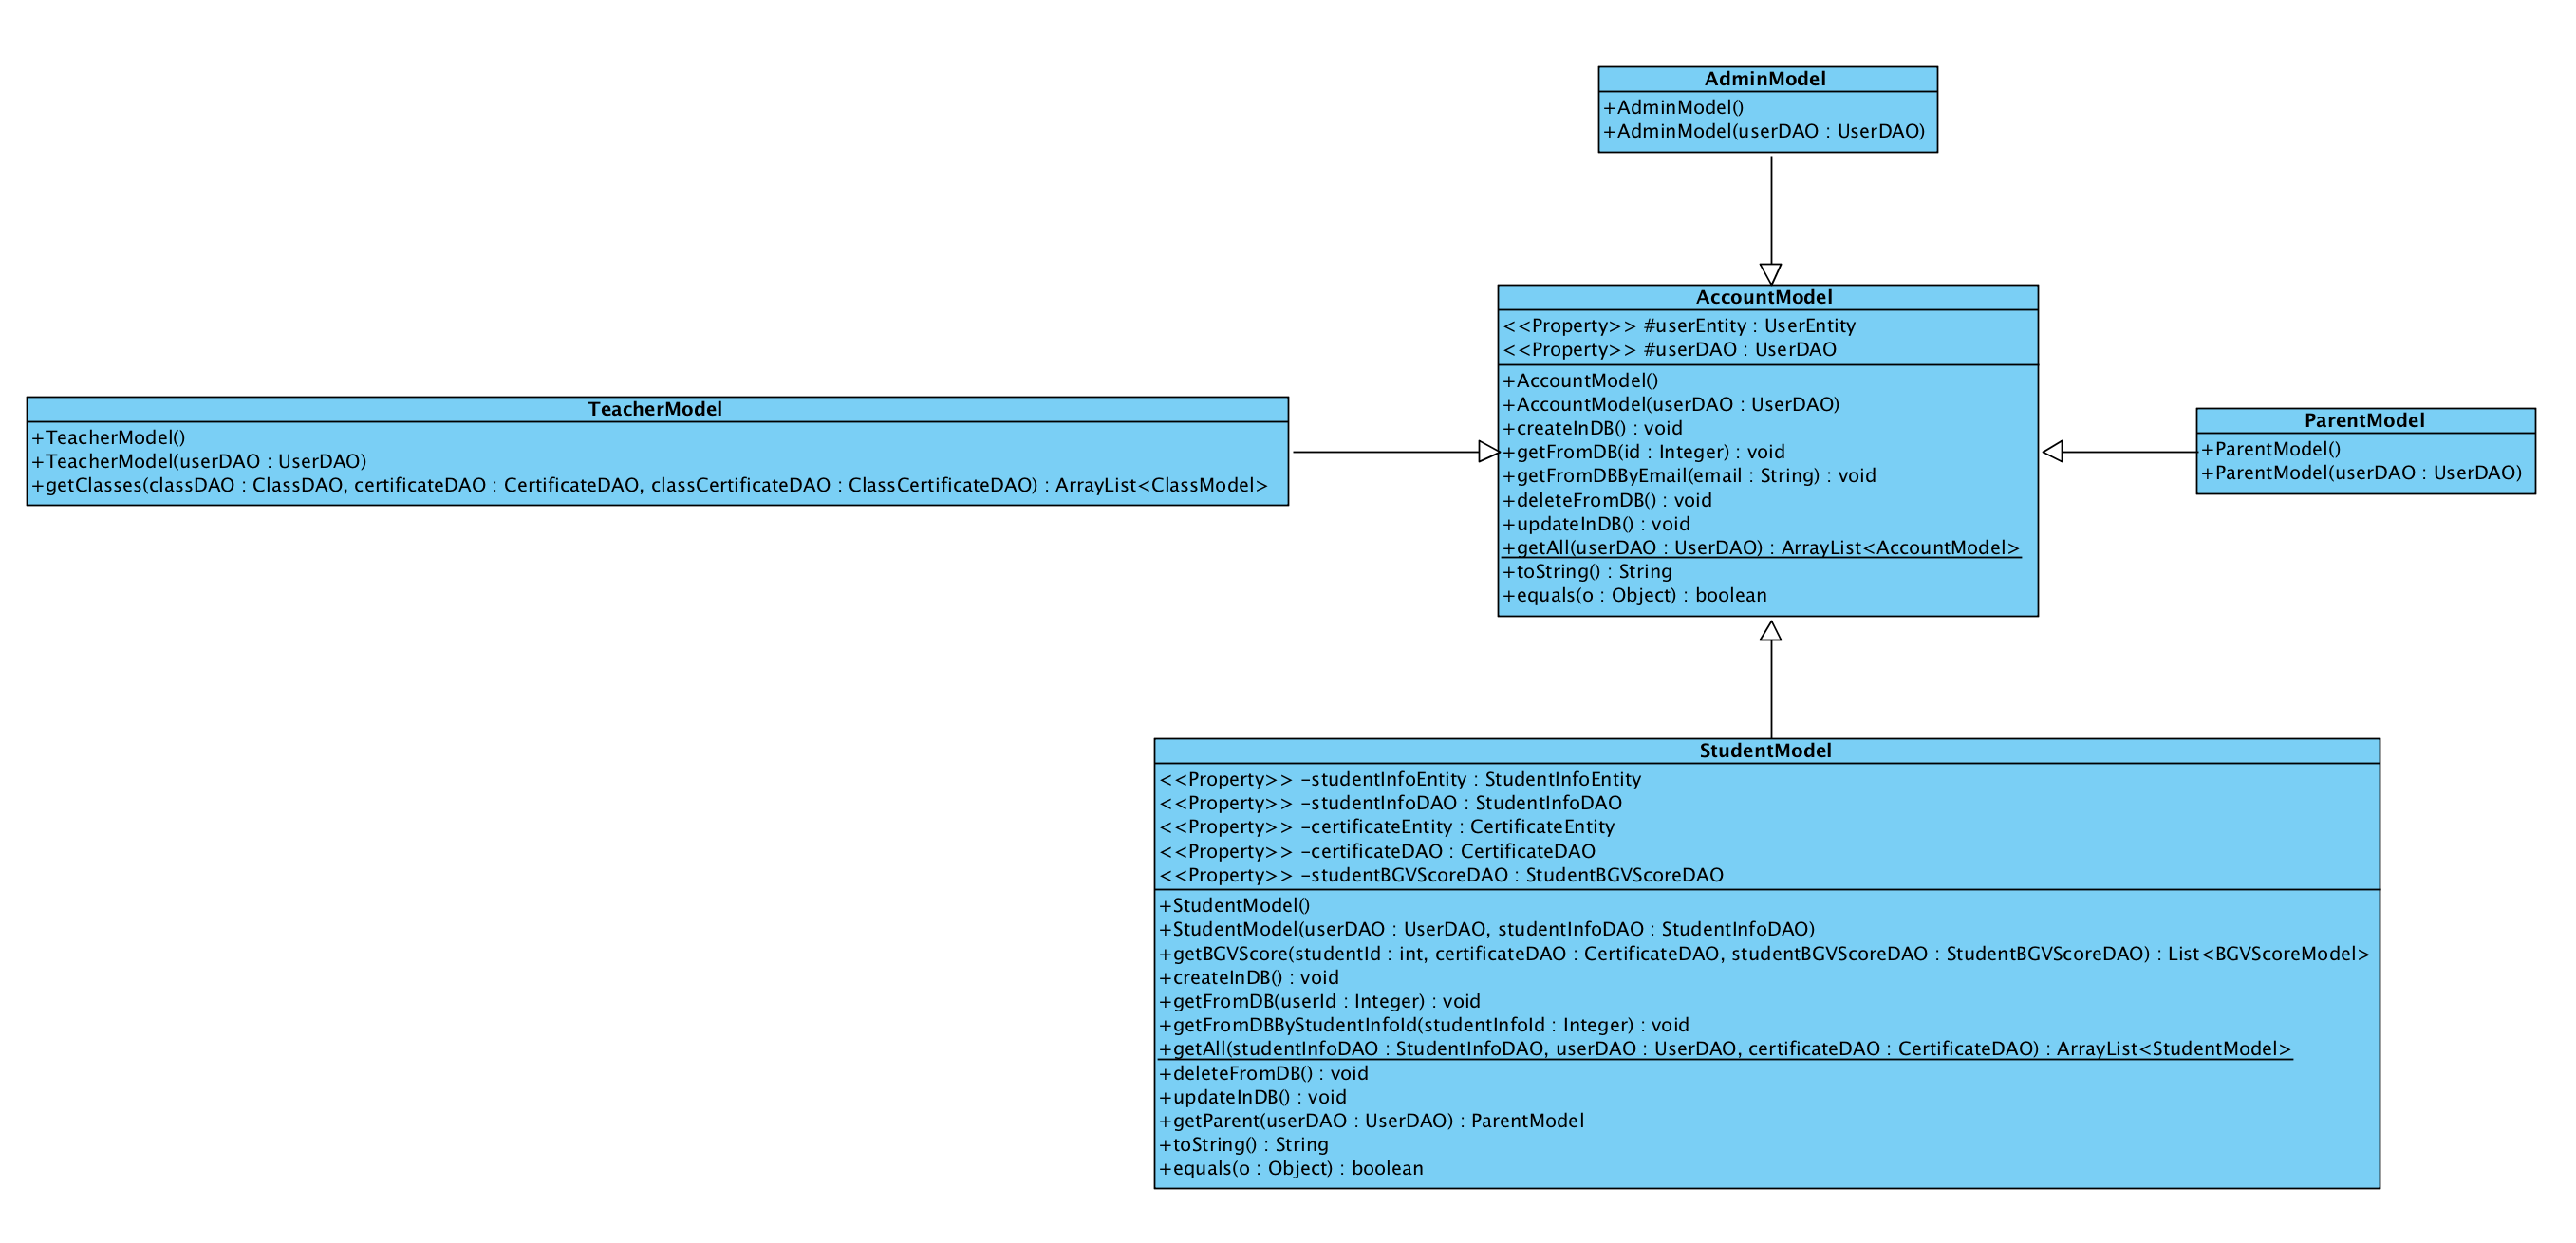 AdminModel
+AdminModel()
+AdminModel(userDAO : UserDAO)
AccountModel
<<Property>> #userEntity : UserEntity
<<Property>> #userDAO : UserDAO
+AccountModel()
+AccountModel(userDAO : UserDAO)
+createInDB() : void
+getFromDB(id : Integer) : void
+getFromDBByEmail(email : String) : void
+deleteFromDB() : void
+updateInDB() : void
+getAll(userDAO : UserDAO) : ArrayList<AccountModel>
+toString() : String
+equals(o : Object) : boolean
TeacherModel
+TeacherModel()
+TeacherModel(userDAO : UserDAO)
+getClasses(classDAO : ClassDAO, certificateDAO : CertificateDAO, classCertificateDAO : ClassCertificateDAO) : ArrayList<ClassModel>
ParentModel
+ParentModel()
+ParentModel(userDAO : UserDAO)
StudentModel
<<Property>> -studentInfoEntity : StudentInfoEntity
<<Property>> -studentInfoDAO : StudentInfoDAO
<<Property>> -certificateEntity : CertificateEntity
<<Property>> -certificateDAO : CertificateDAO
<<Property>> -studentBGVScoreDAO : StudentBGVScoreDAO
+StudentModel()
+StudentModel(userDAO : UserDAO, studentInfoDAO : StudentInfoDAO)
+getBGVScore(studentId : int, certificateDAO : CertificateDAO, studentBGVScoreDAO : StudentBGVScoreDAO) : List<BGVScoreModel>
+createInDB() : void
+getFromDB(userId : Integer) : void
+getFromDBByStudentInfoId(studentInfoId : Integer) : void
+getAll(studentInfoDAO : StudentInfoDAO, userDAO : UserDAO, certificateDAO : CertificateDAO) : ArrayList<StudentModel>
+deleteFromDB() : void
+updateInDB() : void
+getParent(userDAO : UserDAO) : ParentModel
+toString() : String
+equals(o : Object) : boolean